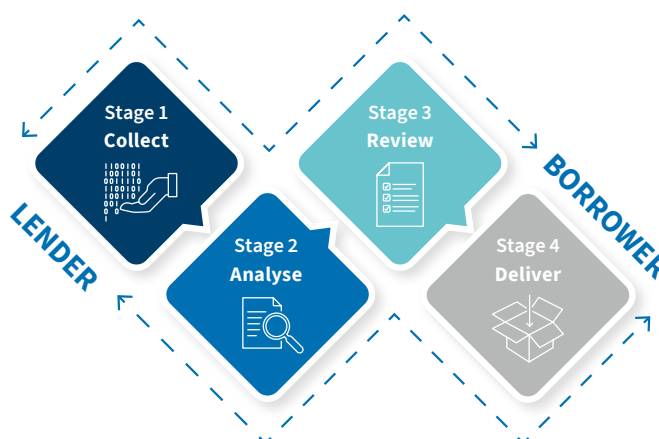 Stage 1
Collect
Stage 3
Review
LENDER
BORROWER
Stage 2
Analyse
Stage 4
Deliver